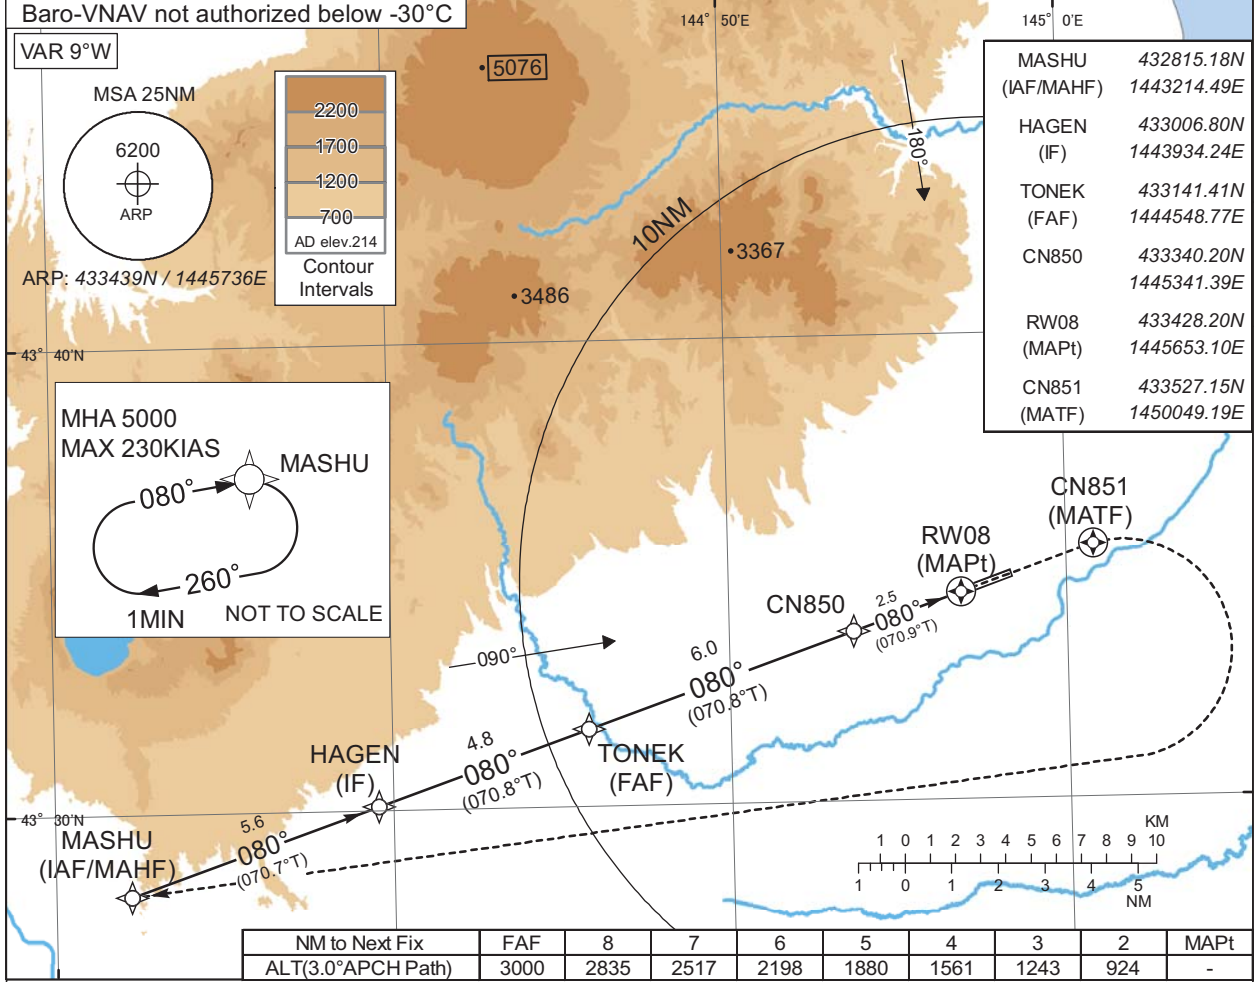 Baro-VNAV not authorized below -30°C
VAR 9°W
MSA 25NM
6200
ARP
ARP: 433439N / 1445736E
2200
1700
1200
700
AD elev.214
Contour
Intervals
5076
3486
3367
10NM
180°
144° 50'E
145° 0'E
MASHU 432815.18N
(IAF/MAHF) 1443214.49E
HAGEN 433006.80N
(IF) 1443934.24E
TONEK 433141.41N
(FAF) 1444548.77E
CN850 433340.20N
1445341.39E
RW08 433428.20N
(MAPt) 1445653.10E
CN851 433527.15N
(MATF) 1450049.19E
43° 40'N
MHA 5000
MAX 230KIAS
MASHU
080°
260°
1MIN
NOT TO SCALE
CN851
(MATF)
RW08
(MAPt)
CN850
2.5
080°
(070.9°T)
090°
6.0
080°
(070.8°T)
TONEK
(FAF)
4.8
080°
(070.8°T)
HAGEN
(IF)
43° 30'N
5.6
080°
(070.7°T)
MASHU
(IAF/MAHF)
KM
1 0 1 2 3 4 5 6 7 8 9 10
1 0 1 2 3 4 5
NM
NM to Next Fix FAF 8 7 6 5 4 3 2 MAPt
ALT(3.0°APCH Path) 3000 2835 2517 2198 1880 1561 1243 924 -